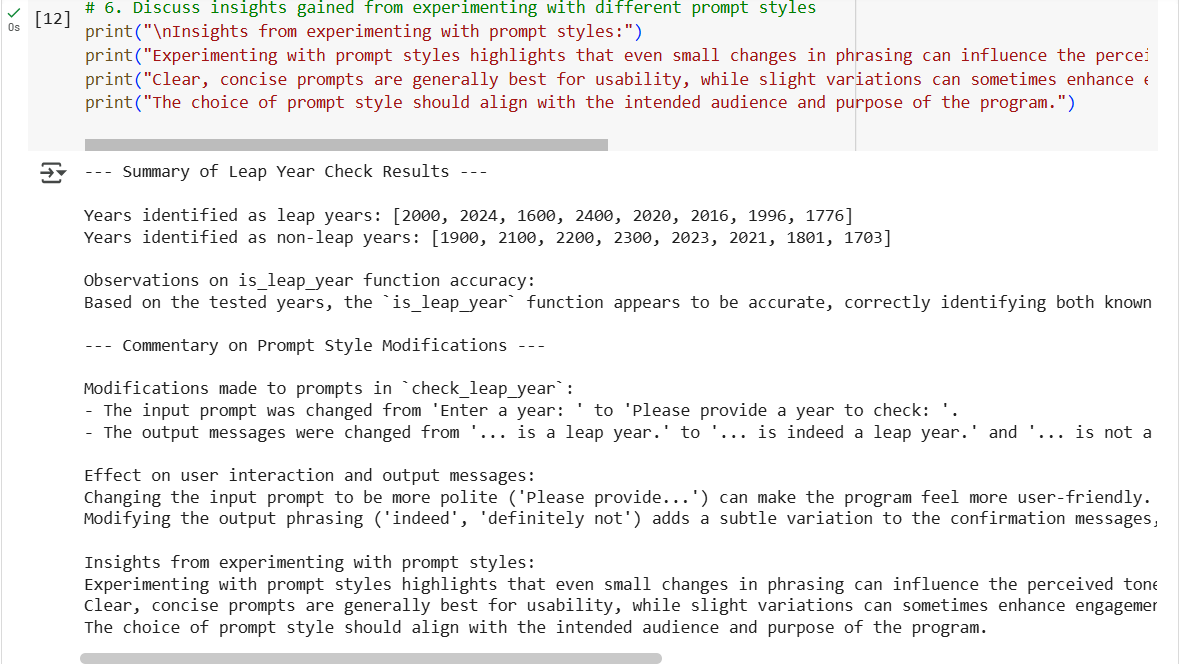 [12]
0s
# 6. Discuss insights gained from experimenting with different prompt styles
print("\nInsights from experimenting with prompt styles:")
print("Experimenting with prompt styles highlights that even small changes in phrasing can influence the percei
print("Clear, concise prompts are generally best for usability, while slight variations can sometimes enhance e
print("The choice of prompt style should align with the intended audience and purpose of the program.")
--- Summary of Leap Year Check Results ---
Years identified as leap years: [2000, 2024, 1600, 2400, 2020, 2016, 1996, 1776]
Years identified as non-leap years: [1900, 2100, 2200, 2300, 2023, 2021, 1801, 1703]
Observations on is_leap_year function accuracy:
Based on the tested years, the `is_leap_year` function appears to be accurate, correctly identifying both known
--- Commentary on Prompt Style Modifications ---
Modifications made to prompts in `check_leap_year`:
- The input prompt was changed from 'Enter a year: ' to 'Please provide a year to check: '.
- The output messages were changed from '... is a leap year.' to '... is indeed a leap year.' and '... is not a
Effect on user interaction and output messages:
Changing the input prompt to be more polite ('Please provide...') can make the program feel more user-friendly.
Modifying the output phrasing ('indeed', 'definitely not') adds a subtle variation to the confirmation messages,
Insights from experimenting with prompt styles:
Experimenting with prompt styles highlights that even small changes in phrasing can influence the perceived tone
Clear, concise prompts are generally best for usability, while slight variations can sometimes enhance engagemen
The choice of prompt style should align with the intended audience and purpose of the program.